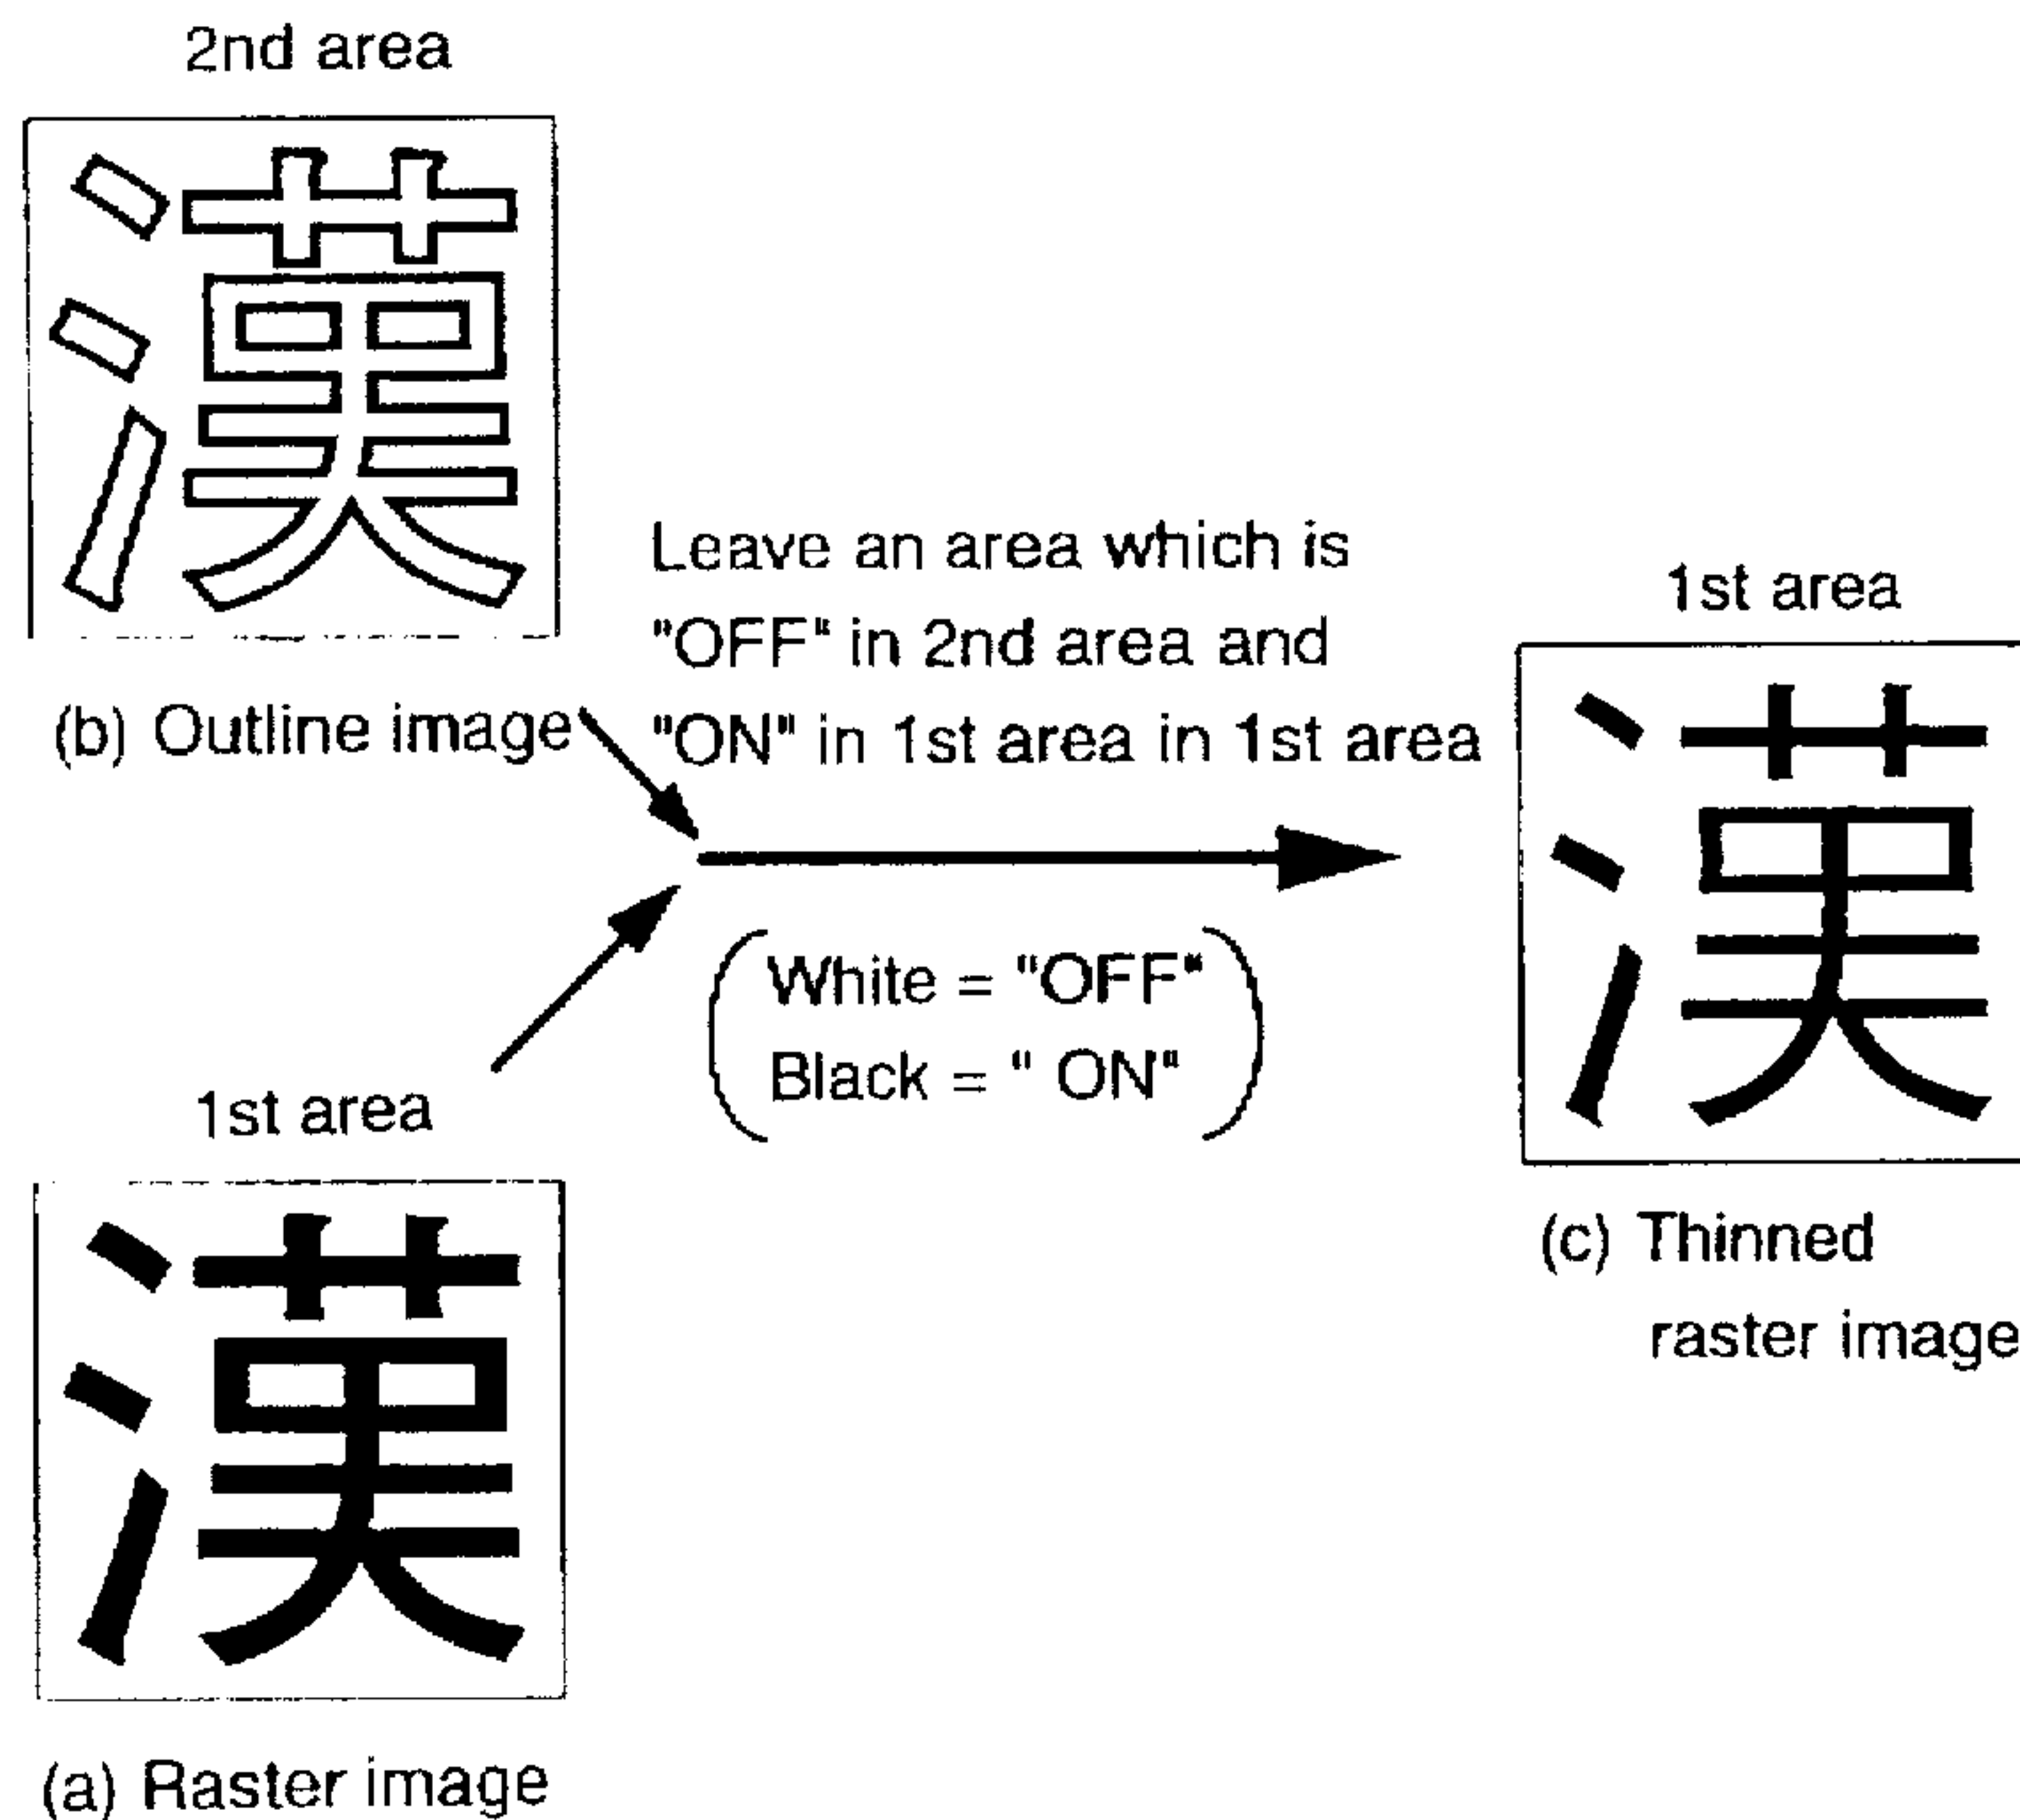 2nd area
漢
(b) Outline image
Leave an area which is
"OFF" in 2nd area and
"ON" in 1st area in 1st area
White = "OFF"
Black = " ON"
1st area
漢
(a) Raster image
1st area
漢
(c) Thinned
raster image